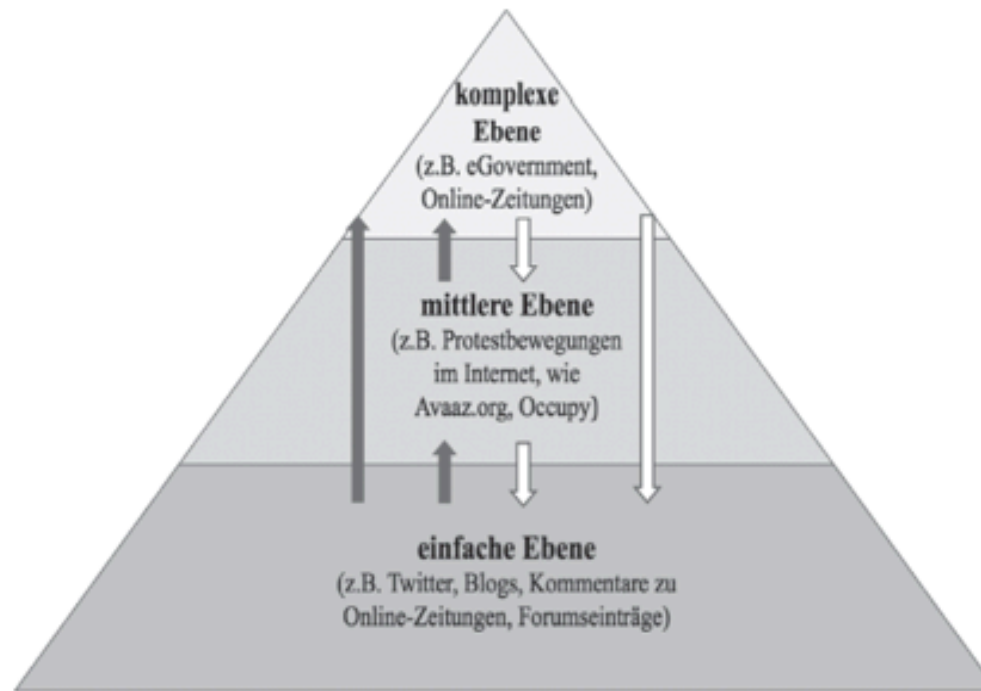 komplexe
Ebene
(z.B. eGovernment,
Online-Zeitungen)
mittlere Ebene
(z.B. Protestbewegungen
im Internet, wie
Avaaz.org, Occupy)
einfache Ebene
(z.B. Twitter, Blogs, Kommentare zu
Online-Zeitungen, Forumseinträge)